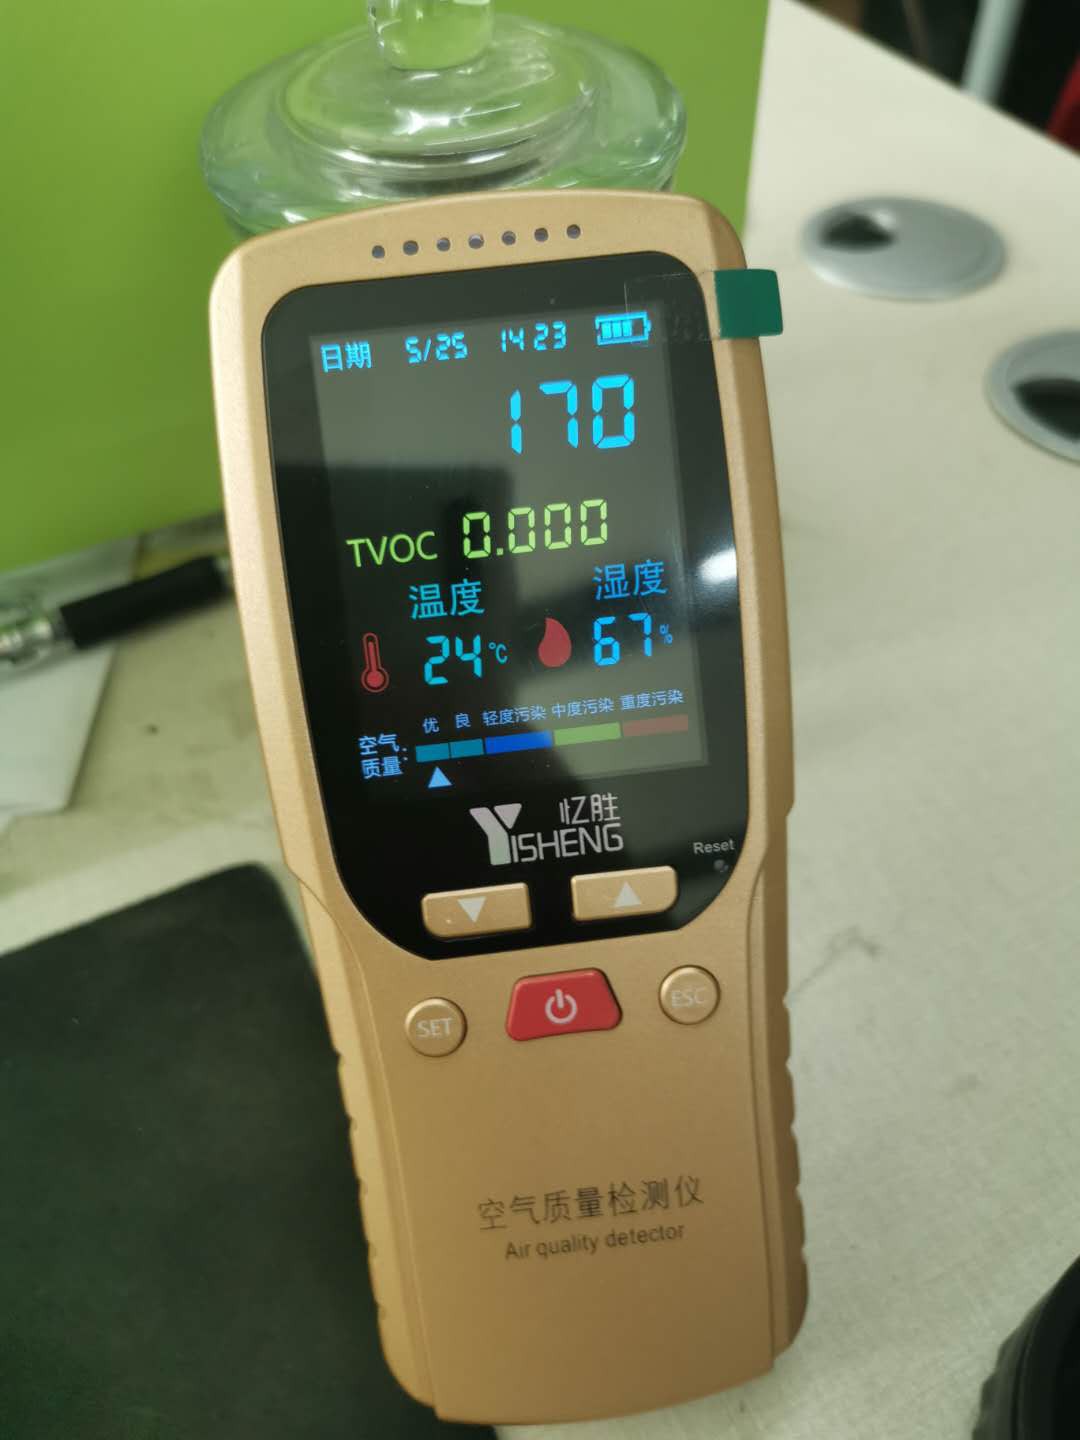 日期 5/25 14 23
170
TVOC 0.000
温度 湿度
24℃ 67%
优 良 轻度污染 中度污染 重度污染
空气
质量:
忆胜
YISHENG
Reset
SET ESC
空气质量检测仪
Air quality detector